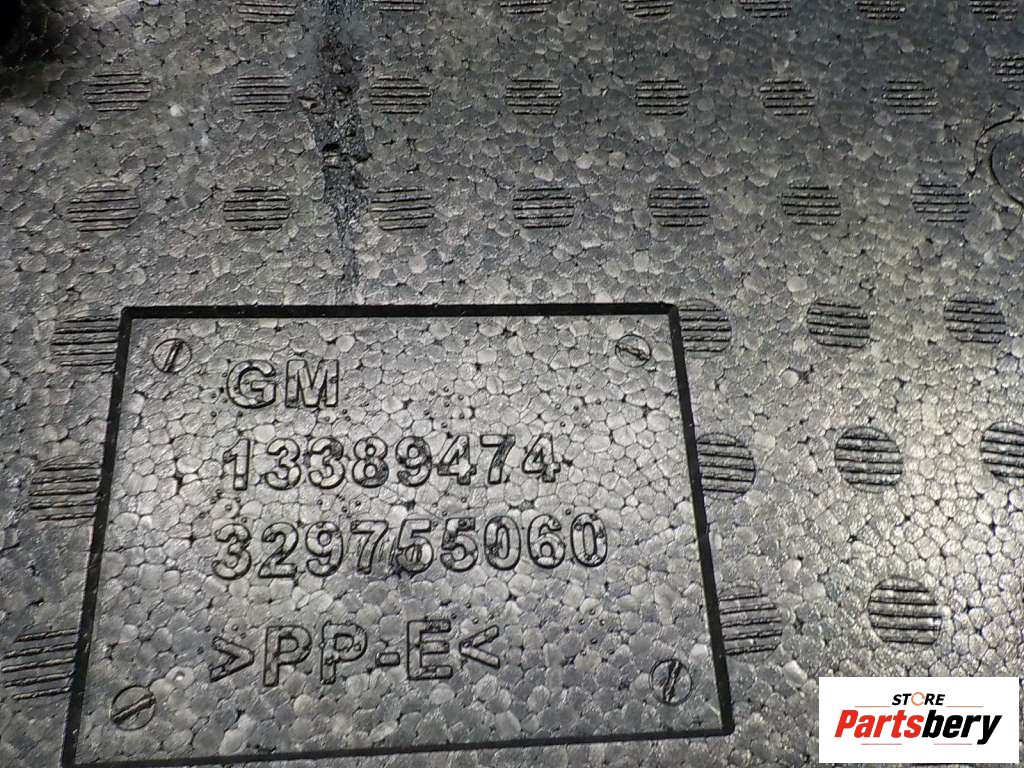 GM
13389474
329755060
>PP-E<
STORE
Partsbery